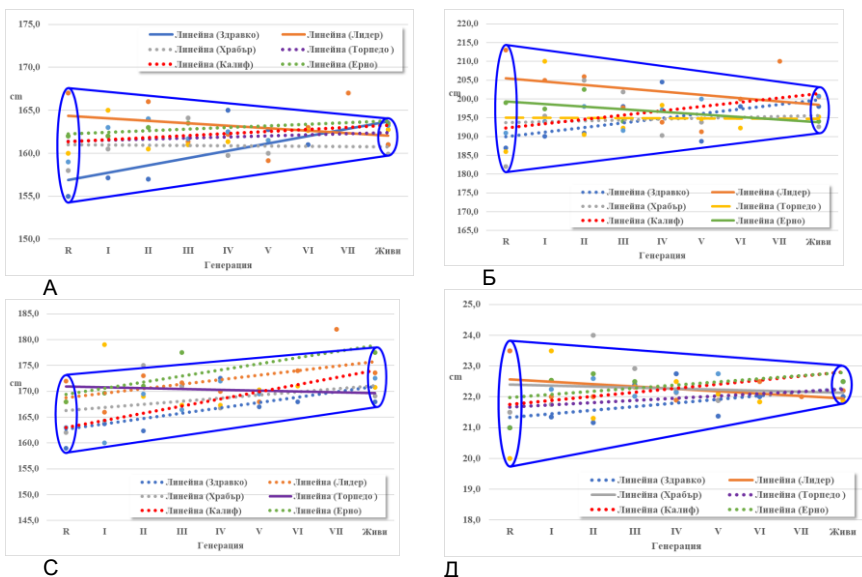 175,0
170,0
165,0
160,0
155,0
150,0
cm
Линейна (Здравко) Линейна (Лидер)
Линейна (Храбър) Линейна (Торпедо )
Линейна (Калиф) Линейна (Ерно)
R I II III IV V VI VII Живи
Генерация
А
220,0
215,0
210,0
205,0
200,0
195,0
190,0
185,0
180,0
175,0
170,0
165,0
cm
Линейна (Здравко) Линейна (Лидер)
Линейна (Храбър) Линейна (Торпедо )
Линейна (Калиф) Линейна (Ерно)
R I II III IV V VI VII Живи
Генерация
Б
185,0
180,0
175,0
170,0
165,0
160,0
155,0
150,0
145,0
cm
Линейна (Здравко) Линейна (Лидер)
Линейна (Храбър) Линейна (Торпедо )
Линейна (Калиф) Линейна (Ерно)
R I II III IV V VI VII Живи
Генерация
С
25,0
24,0
23,0
22,0
21,0
20,0
19,0
18,0
cm
Линейна (Здравко) Линейна (Лидер)
Линейна (Храбър) Линейна (Торпедо )
Линейна (Калиф) Линейна (Ерно)
R I II III IV V VI VII Живи
Генерация
Д